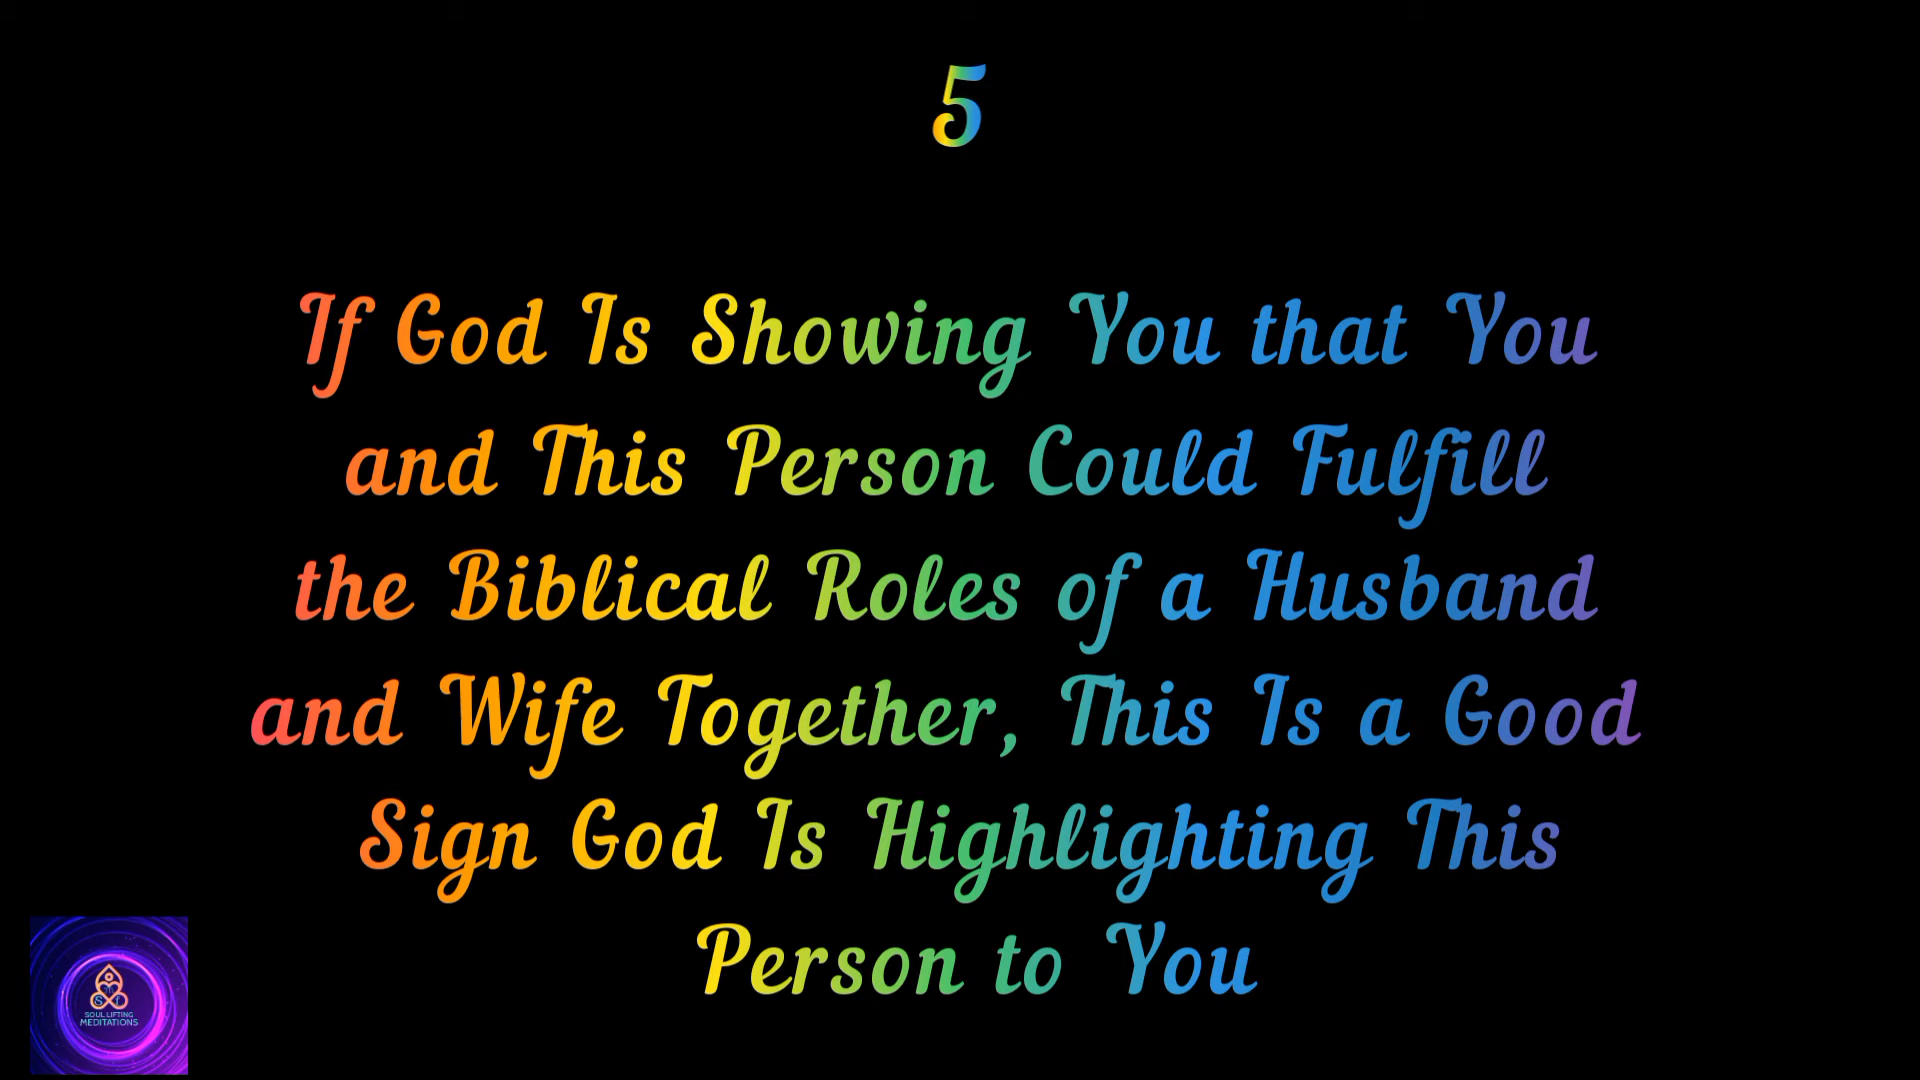 5
If God Is Showing You that You
and This Person Could Fulfill
the Biblical Roles of a Husband
and Wife Together, This Is a Good
Sign God Is Highlighting This
Person to You
SOUL LIFTING
MEDITATIONS